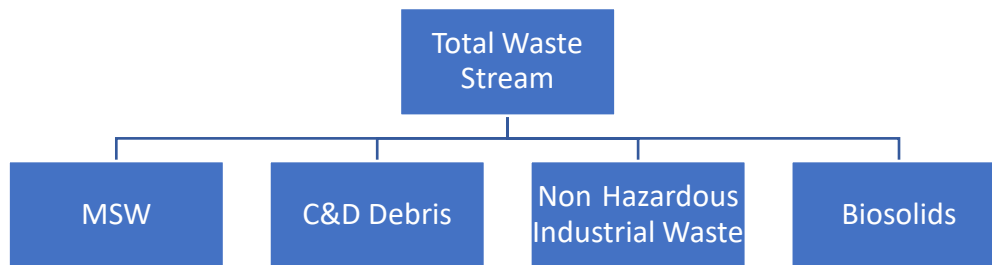 Total Waste
Stream
MSW
C&D Debris
Non Hazardous
Industrial Waste
Biosolids